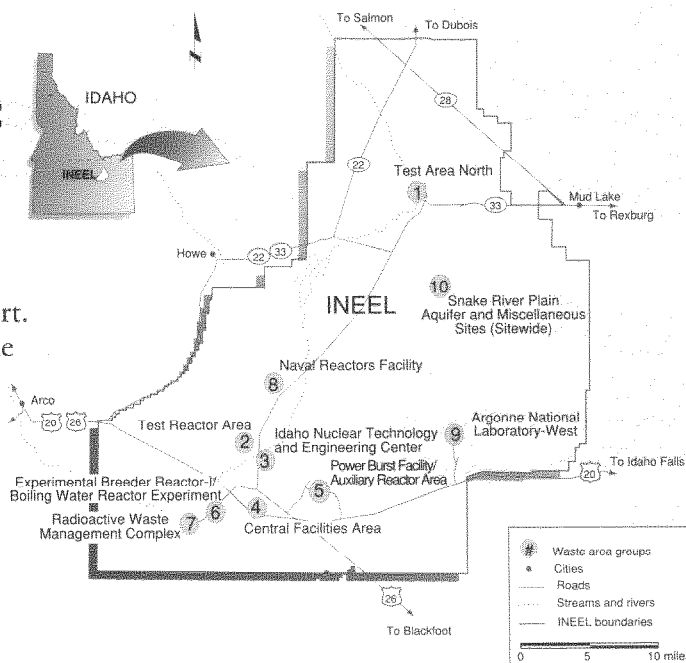 To Salmon
To Dubois
IDAHO
28
22
INEEL
Test Area North
1
Mud Lake
33
To Rexburg
Howe
22
33
10
INEEL
Snake River Plain
Aquifer and Miscellaneous
Sites (Sitewide)
rt.
Naval Reactors Facility
8
Arco
20
26
Test Reactor Area
2
Idaho Nuclear Technology
and Engineering Center
3
9
Argonne National
Laboratory-West
Power Burst Facility/
Auxiliary Reactor Area
To Idaho Falls
20
Experimental Breeder Reactor-I/
Boiling Water Reactor Experiment
5
6
4
Central Facilities Area
Radioactive Waste
Management Complex
7
# Waste area groups
Cities
Roads
Streams and rivers
INEEL boundaries
0 5 10 mile
26
To Blackfoot